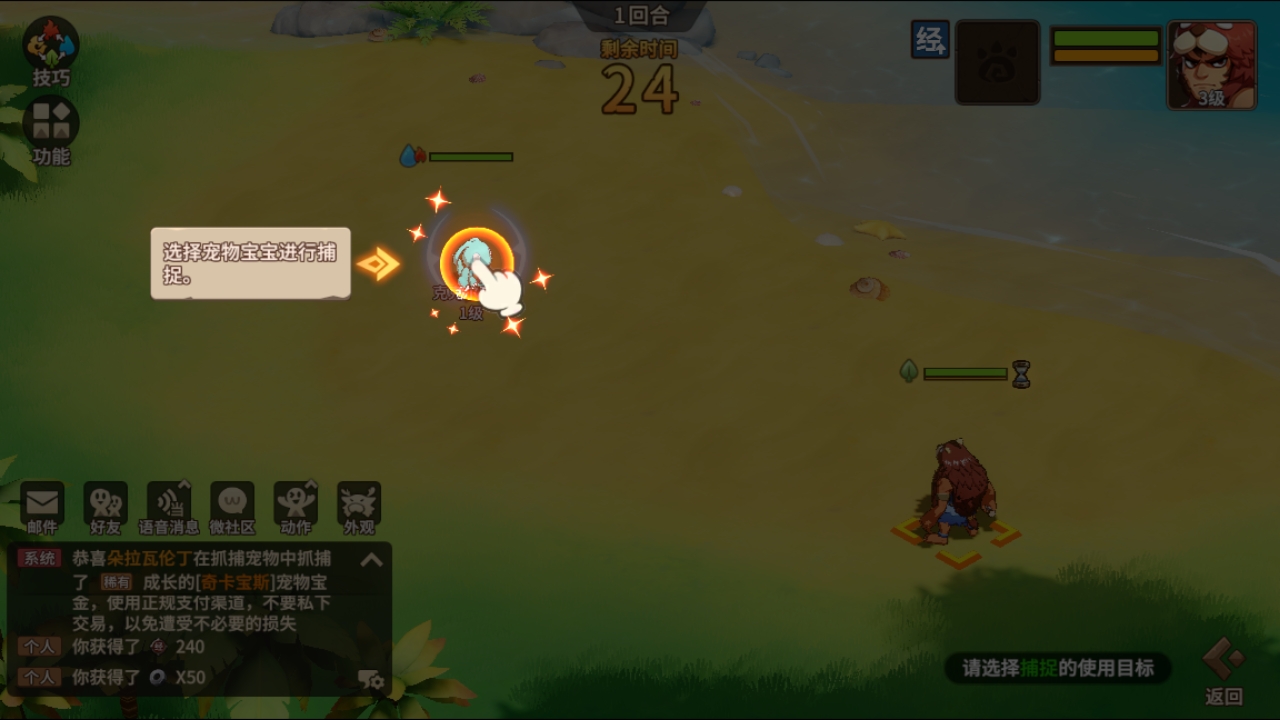 1回合
剩余时间
24
技巧
功能
经
3级
选择宠物宝宝进行捕
捉。
1级
邮件
好友
语音消息
微社区
动作
外观
系统 恭喜朵拉瓦伦丁在抓捕宠物中抓捕
了 稀有 成长的[奇卡宝斯]宠物宝
金，使用正规支付渠道，不要私下
交易，以免遭受不必要的损失
个人 你获得了 240
个人 你获得了 X50
请选择捕捉的使用目标
返回